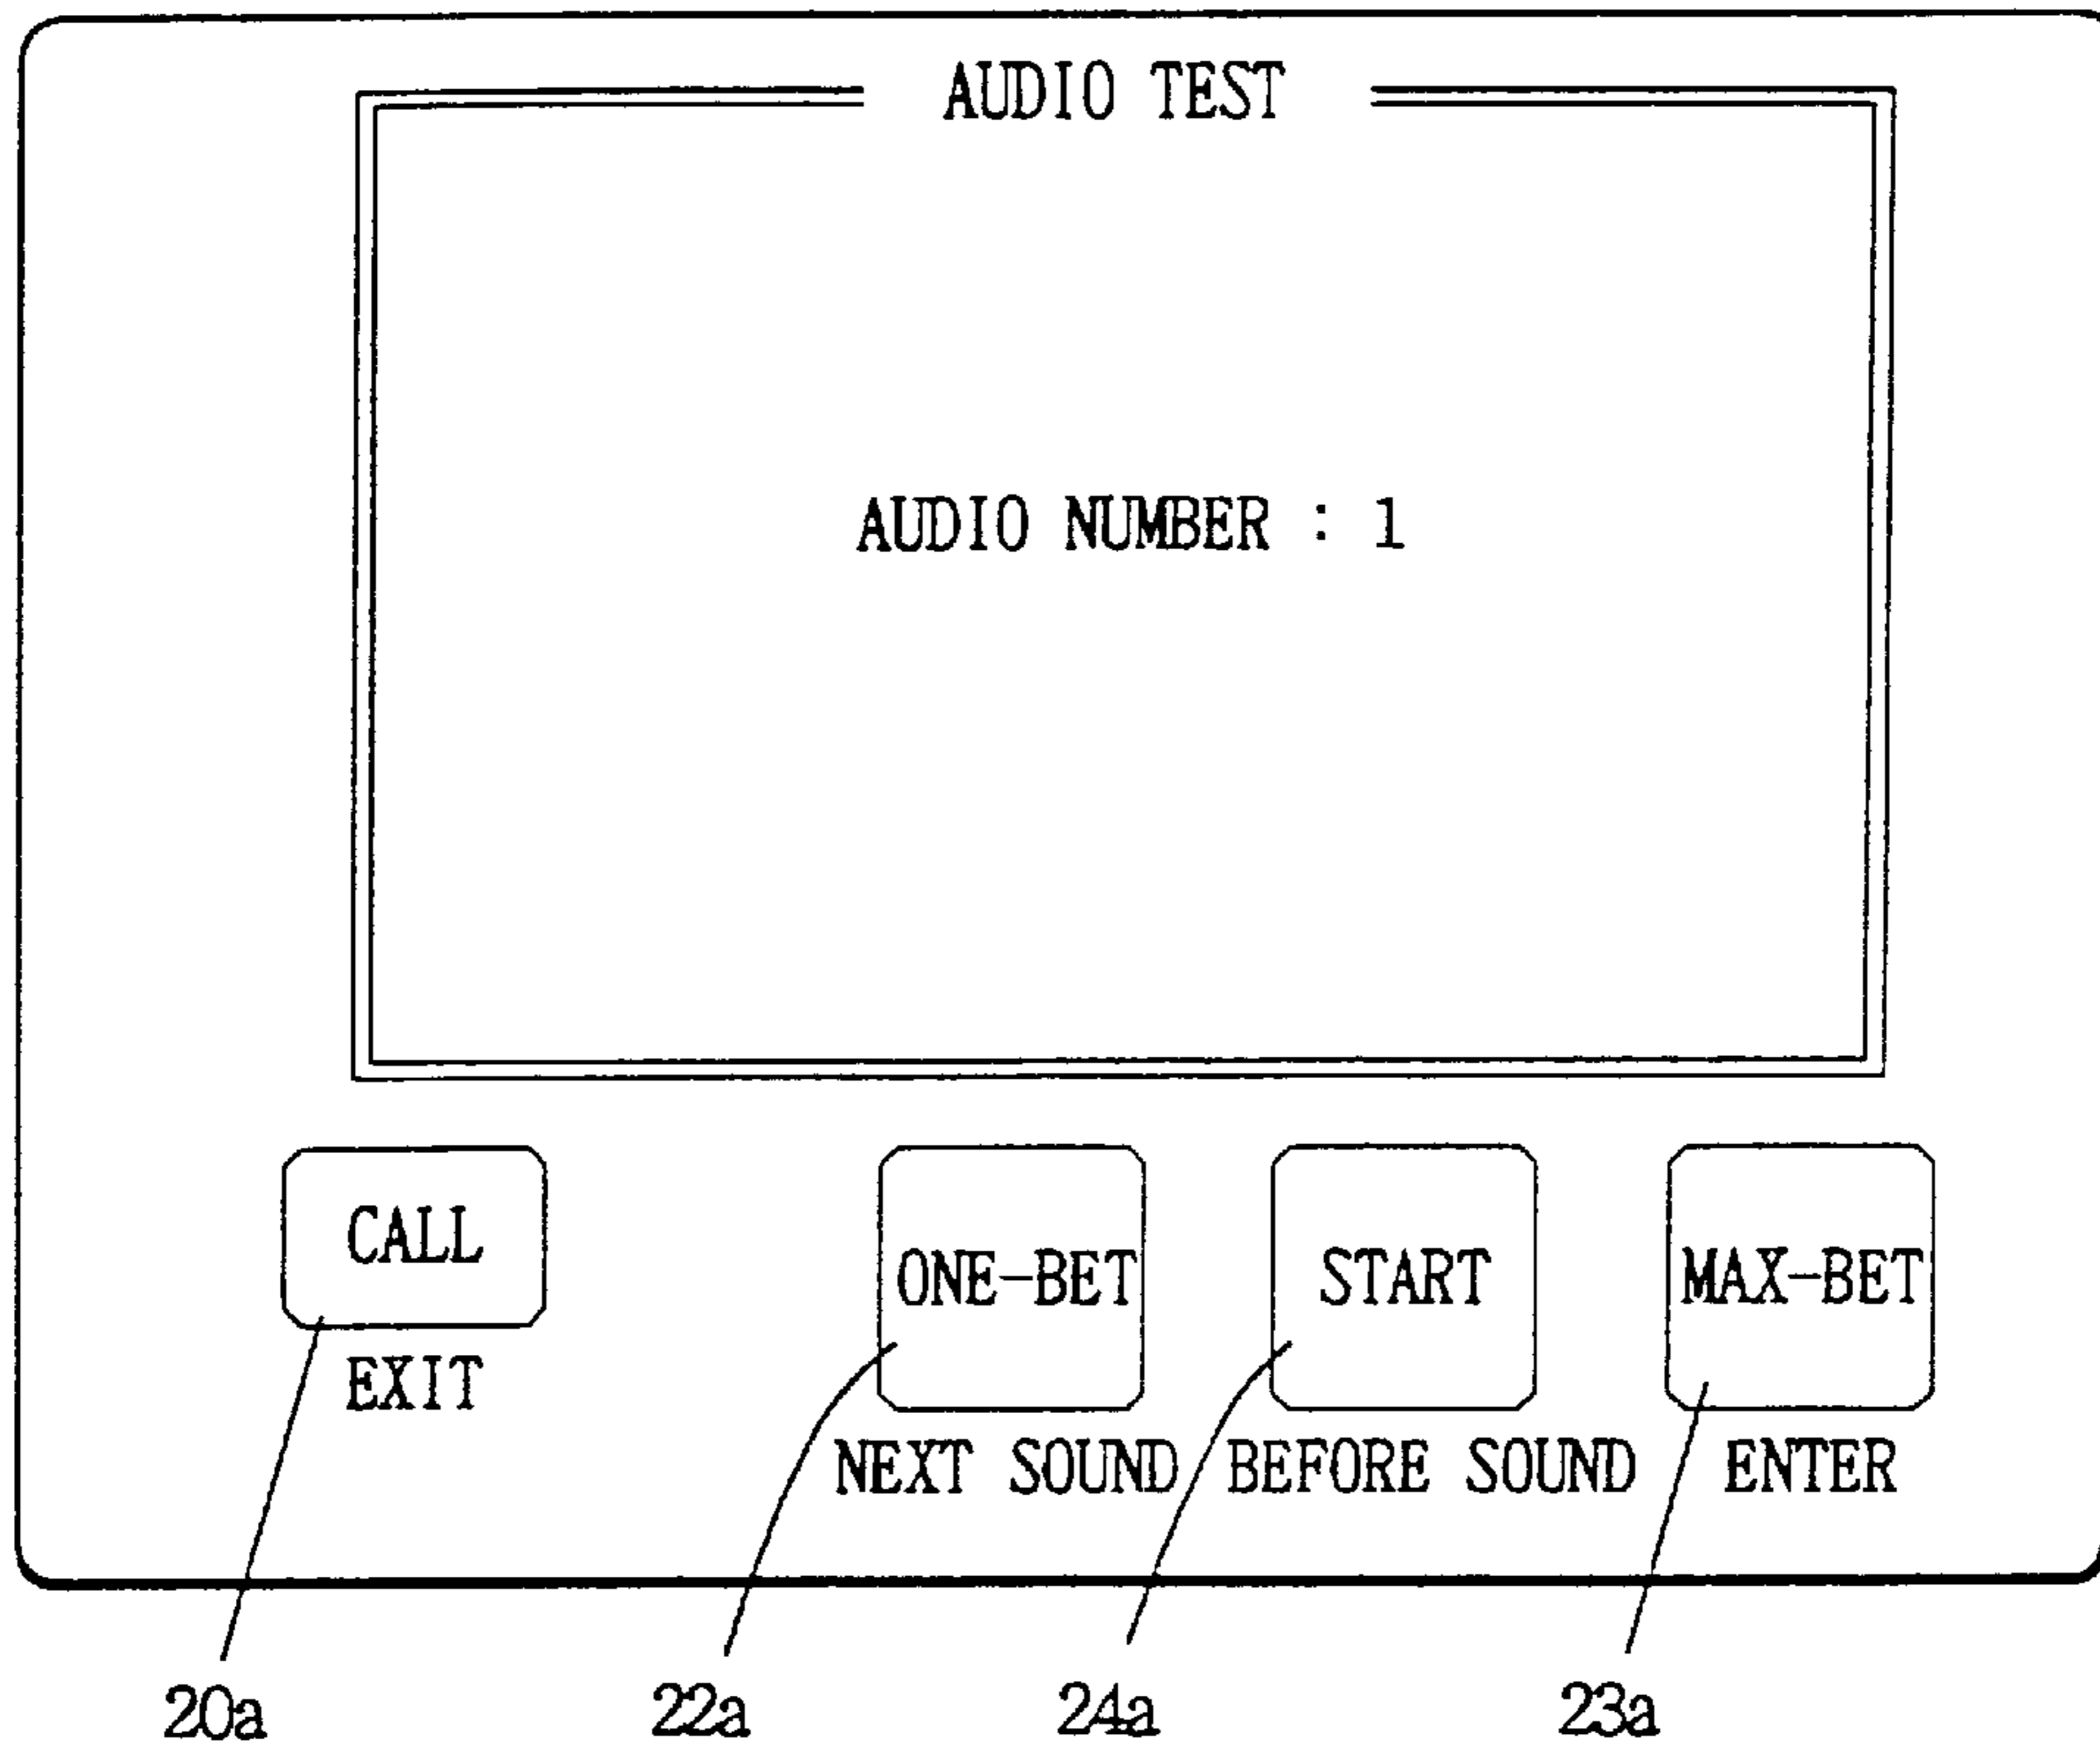 AUDIO TEST
AUDIO NUMBER : 1
CALL
EXIT
ONE-BET
NEXT SOUND
START
BEFORE SOUND
MAX-BET
ENTER
20a
22a
24a
23a